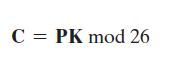 C = PK mod 26